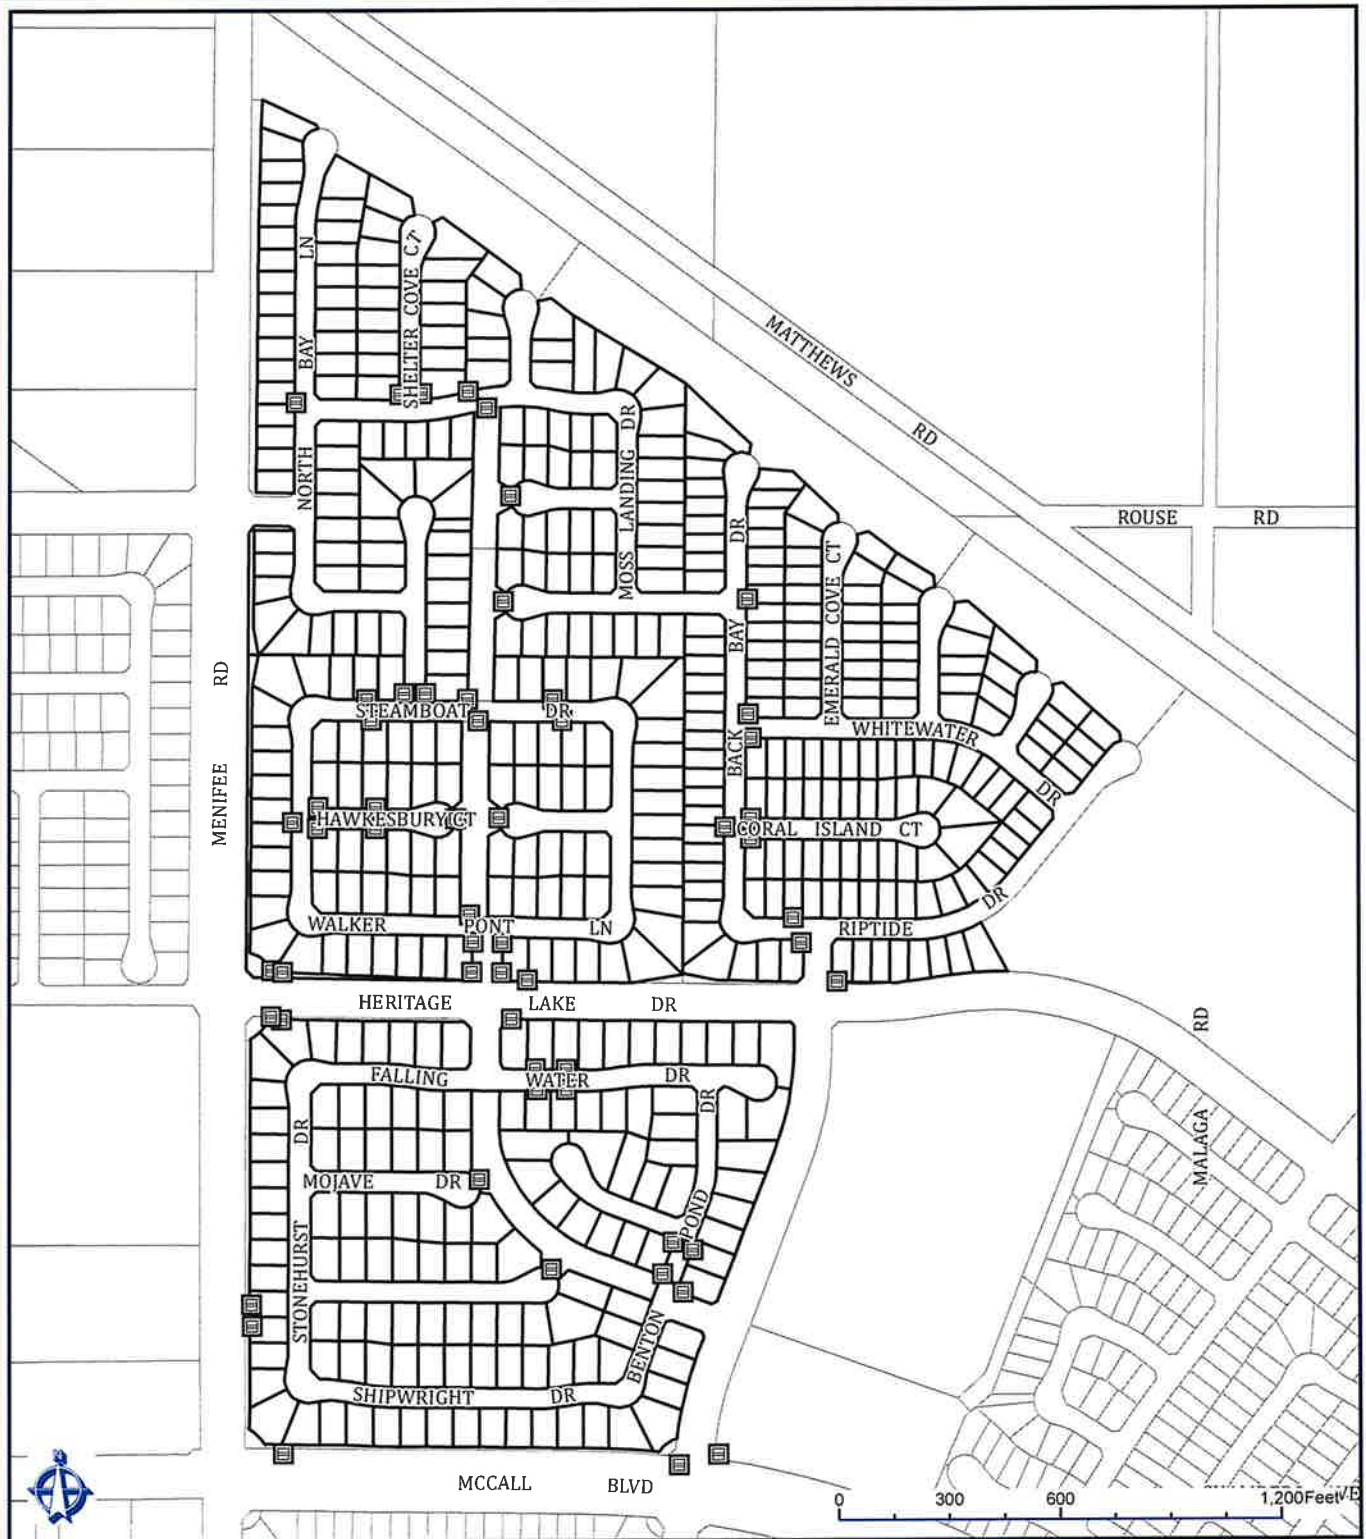 NORTH BAY LN
SHELTER COVE CT
MATTHEWS RD
MOSS LANDING DR
ROUSE RD
BACK BAY DR
EMERALD COVE CT
MENIFEE RD
STEAMBOAT DR
WHITEWATER DR
HAWKESBURY CT
CORAL ISLAND CT
WALKER PONT LN
RIPTIDE DR
HERITAGE LAKE DR
MALAGA RD
FALLING WATER DR
POND DR
MOJAVE DR
STONEHURST DR
BENTON
SHIPWRIGHT DR
MCCALL BLVD
N
0 300 600 1,200Feet